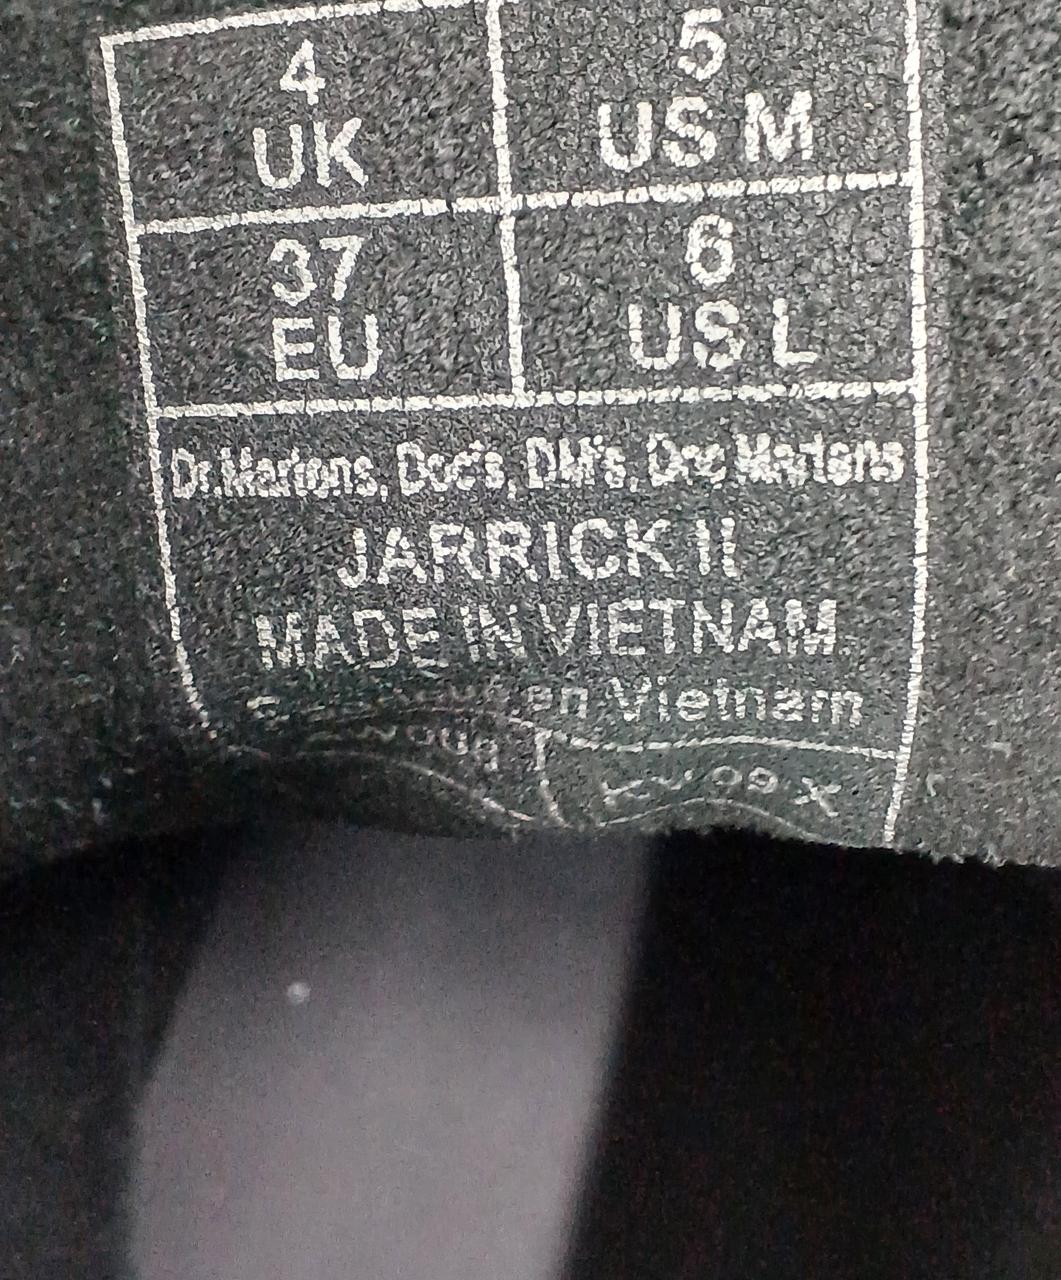 4
UK
5
US M
37
EU
6
US L
Dr.Martens, Doc's, DM's, Doc Martens
JARRICK II
MADE IN VIETNAM
en Vietnam